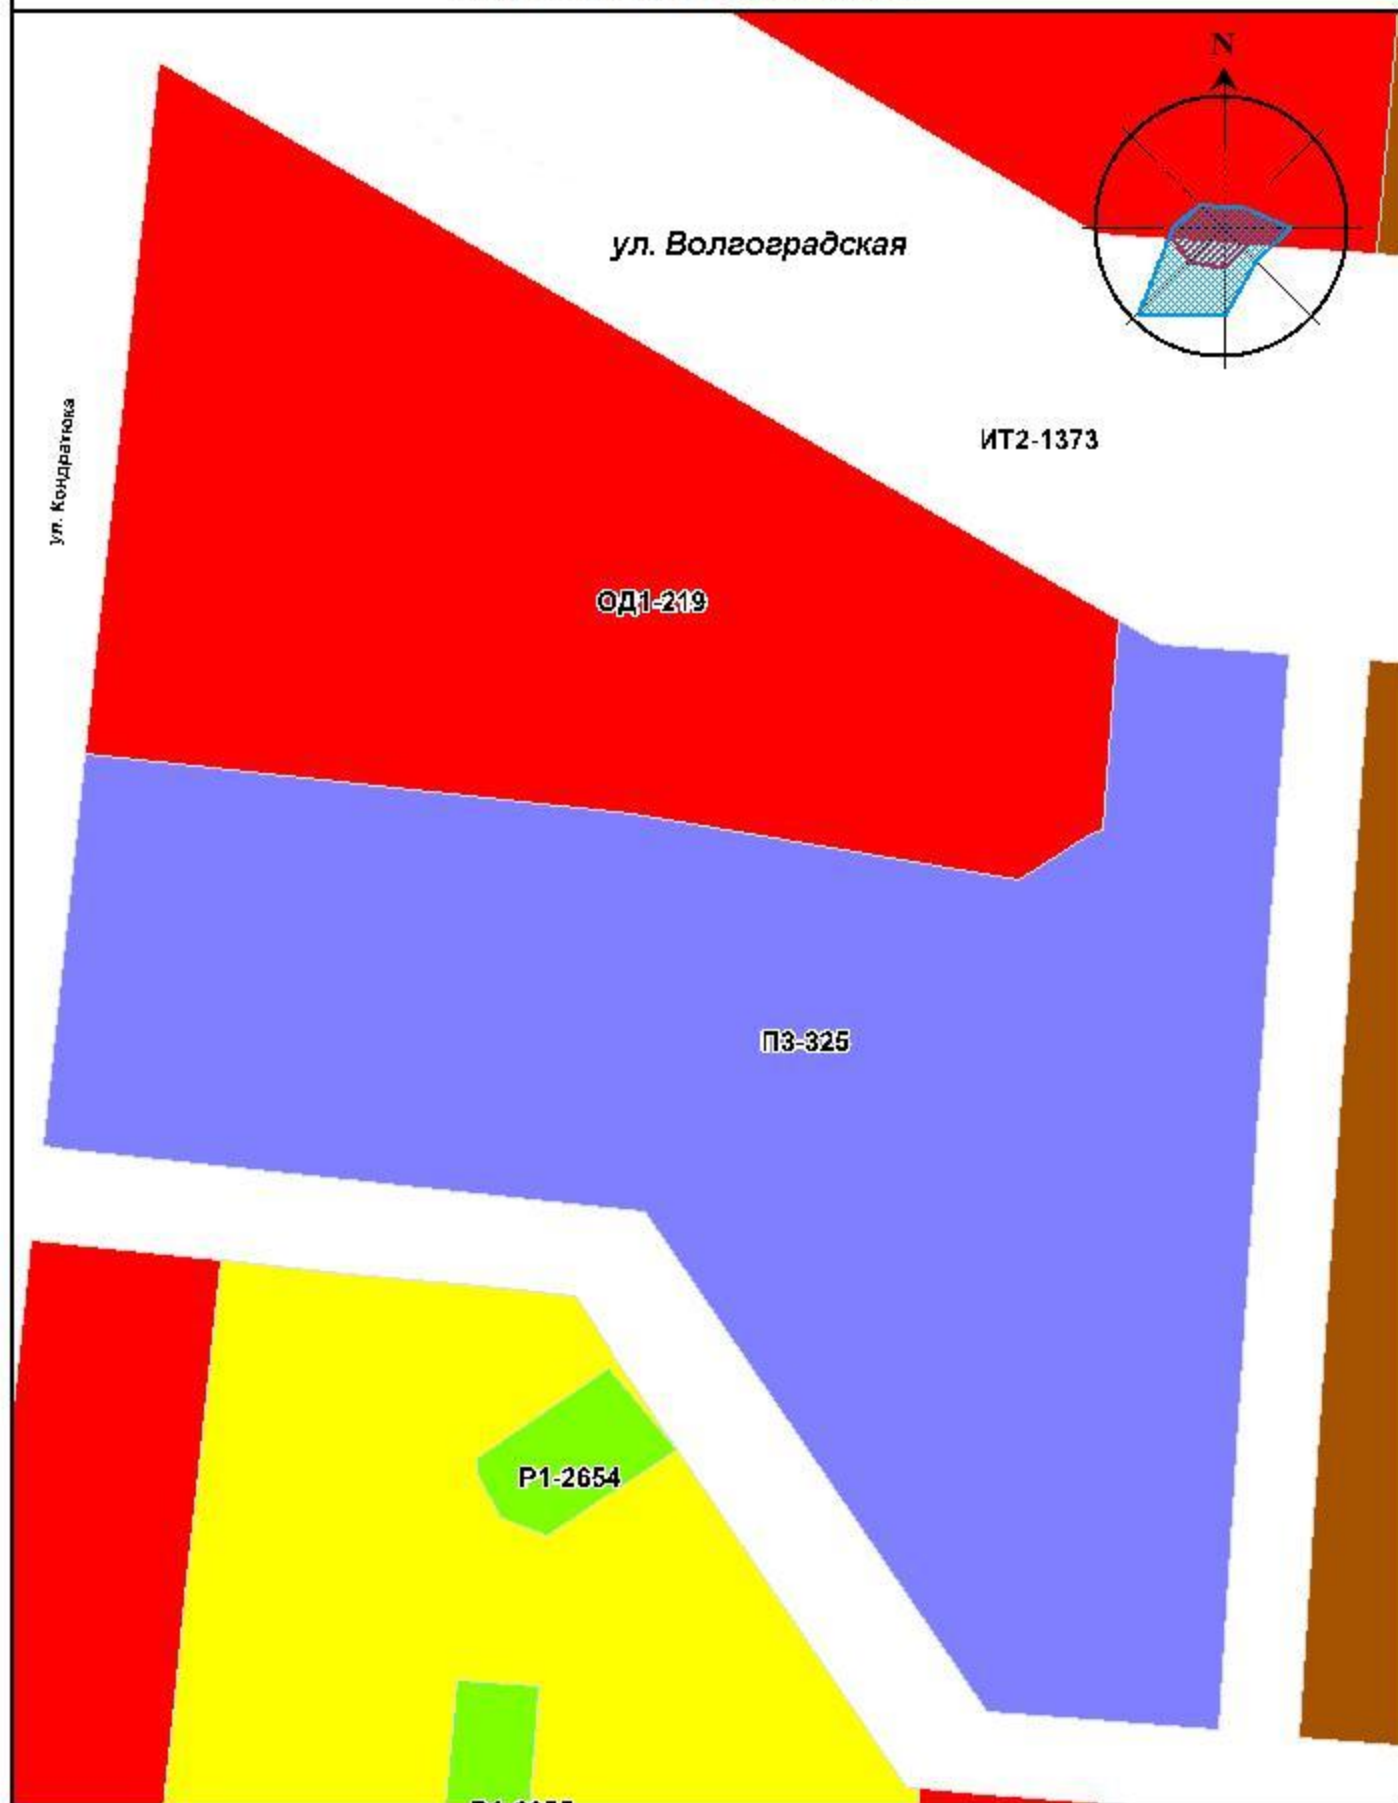 N
ул. Волгоградская
ул. Кондратюка
ИТ2-1373
ОД1-219
П3-325
Р1-2654